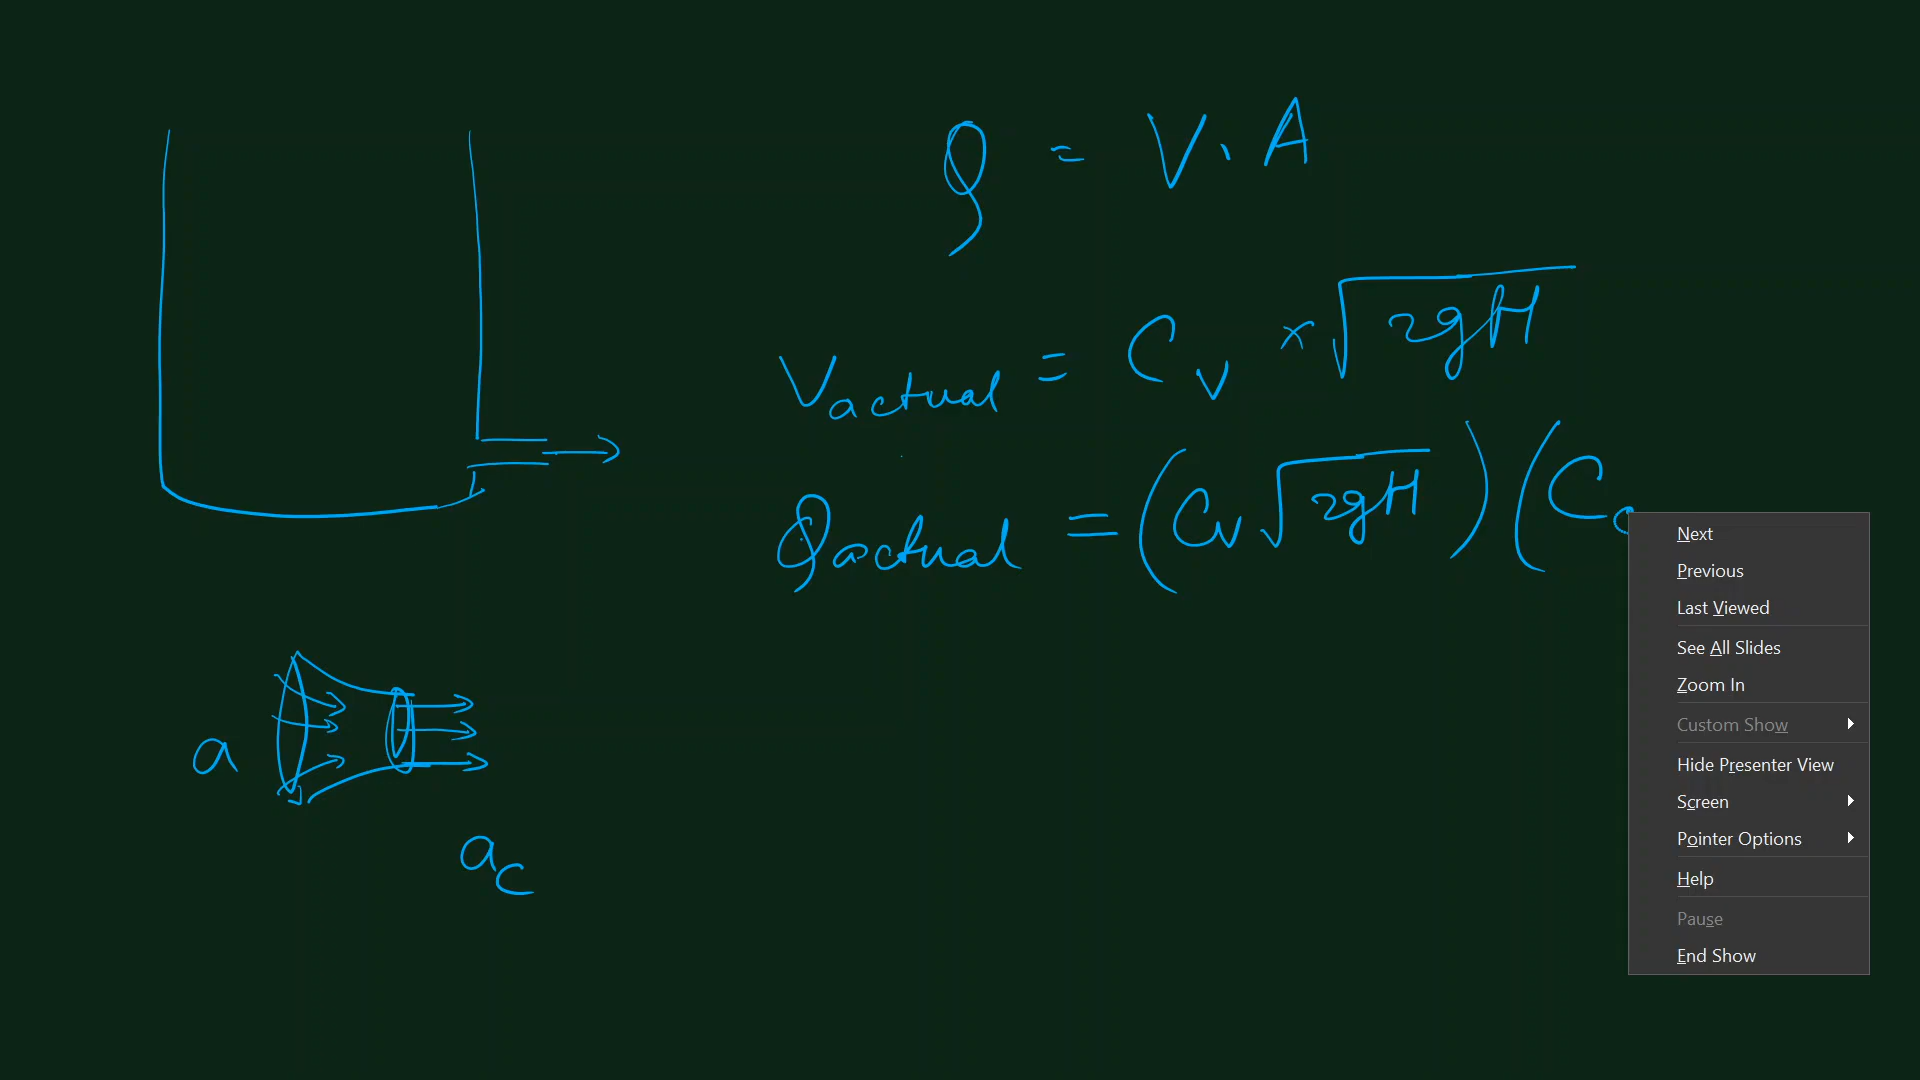 Q = V . A
Vactual = Cv × √2gH
Qactual = (Cv √2gH) (Cc
a
ac
Next
Previous
Last Viewed
See All Slides
Zoom In
Custom Show
Hide Presenter View
Screen
Pointer Options
Help
Pause
End Show